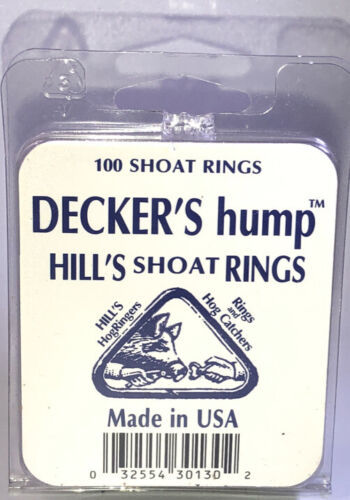 100 SHOAT RINGS
DECKER'S hump™
HILL'S SHOAT RINGS
HILL'S
HogRingers
Rings
and
Hog Catchers
Made in USA
0 32554 30130 2